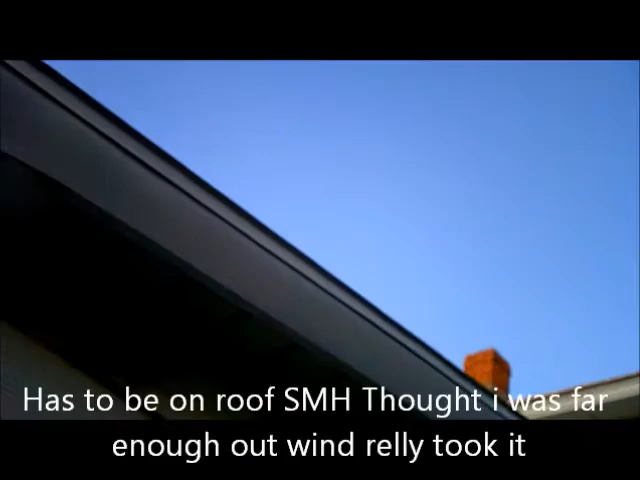 Has to be on roof SMH Thought i was far
enough out wind relly took it